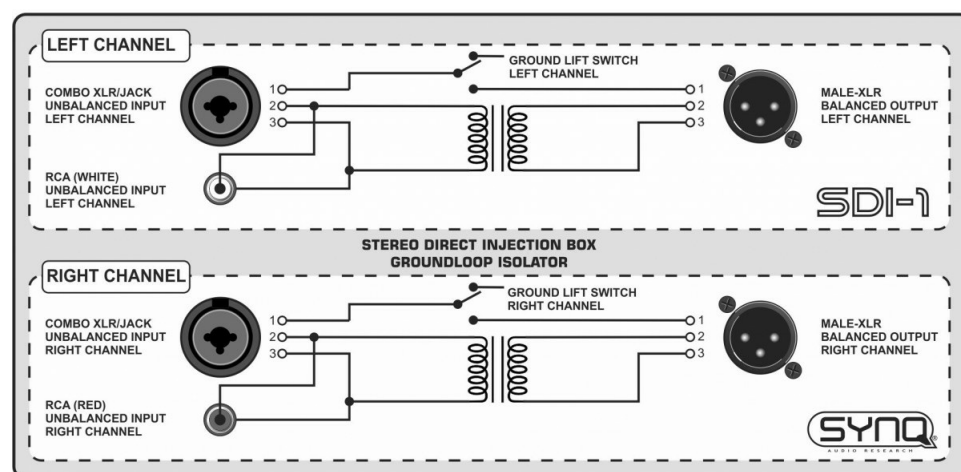 LEFT CHANNEL
GROUND LIFT SWITCH
LEFT CHANNEL
COMBO XLR/JACK
UNBALANCED INPUT
LEFT CHANNEL
1
2
3
1
2
3
MALE-XLR
BALANCED OUTPUT
LEFT CHANNEL
RCA (WHITE)
UNBALANCED INPUT
LEFT CHANNEL
SDI-1
STEREO DIRECT INJECTION BOX
GROUNDLOOP ISOLATOR
RIGHT CHANNEL
GROUND LIFT SWITCH
RIGHT CHANNEL
COMBO XLR/JACK
UNBALANCED INPUT
RIGHT CHANNEL
1
2
3
1
2
3
MALE-XLR
BALANCED OUTPUT
RIGHT CHANNEL
RCA (RED)
UNBALANCED INPUT
RIGHT CHANNEL
SYNQ®
AUDIO RESEARCH